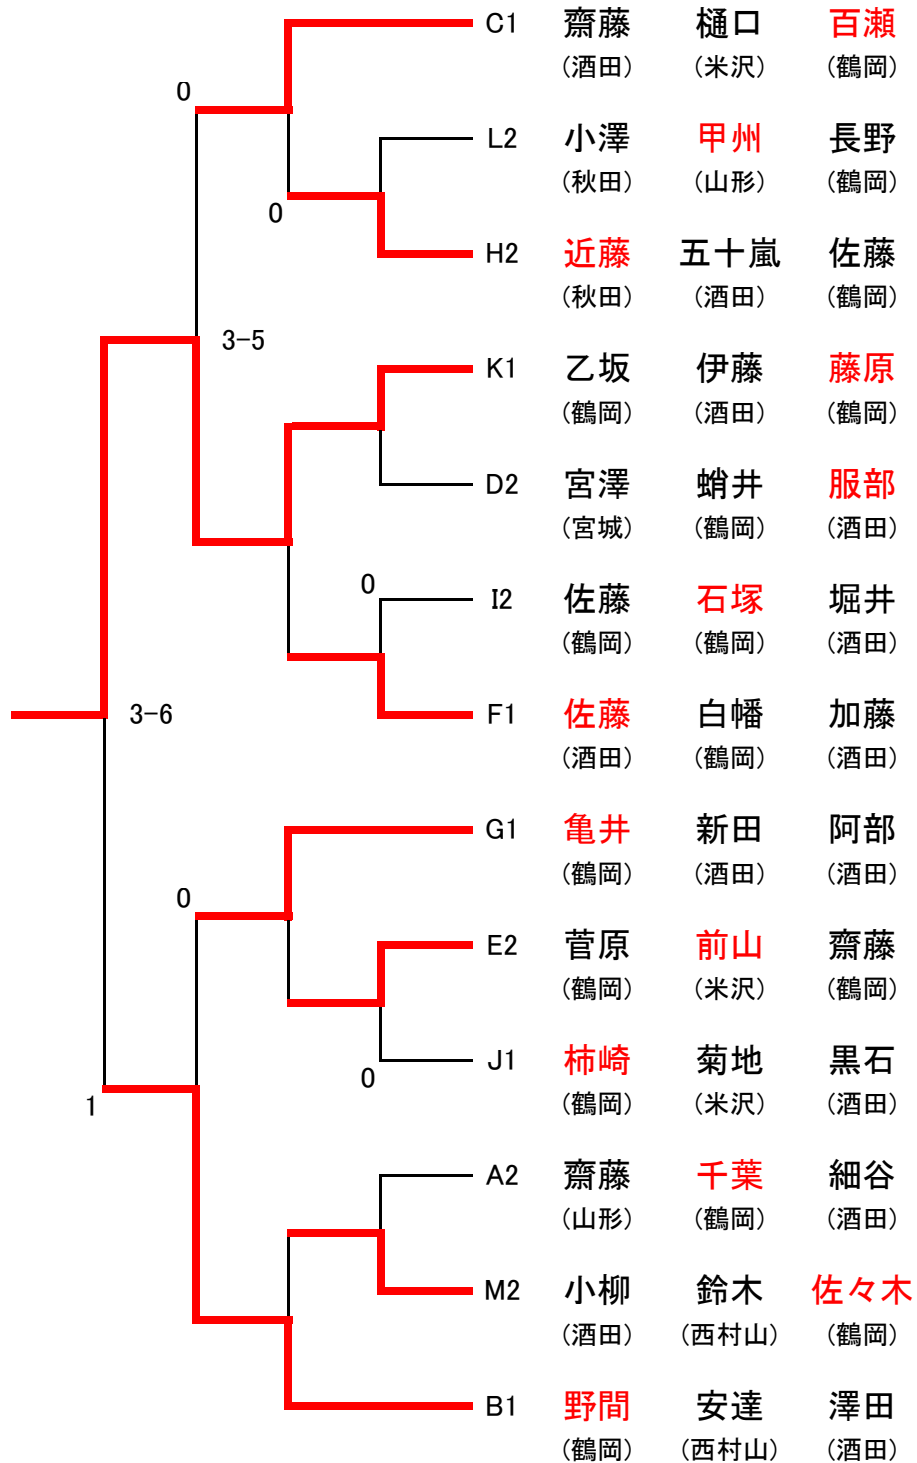 C1 齋藤 樋口 百瀬
(酒田) (米沢) (鶴岡)
0
L2 小澤 甲州 長野
(秋田) (山形) (鶴岡)
0
H2 近藤 五十嵐 佐藤
(秋田) (酒田) (鶴岡)
3-5
K1 乙坂 伊藤 藤原
(鶴岡) (酒田) (鶴岡)
D2 宮澤 蛸井 服部
(宮城) (鶴岡) (酒田)
0
I2 佐藤 石塚 堀井
(鶴岡) (鶴岡) (酒田)
3-6
F1 佐藤 白幡 加藤
(酒田) (鶴岡) (酒田)
G1 亀井 新田 阿部
(鶴岡) (酒田) (酒田)
0
E2 菅原 前山 齋藤
(鶴岡) (米沢) (鶴岡)
J1 柿崎 菊地 黒石
0
(鶴岡) (米沢) (酒田)
1
A2 齋藤 千葉 細谷
(山形) (鶴岡) (酒田)
M2 小柳 鈴木 佐々木
(酒田) (西村山) (鶴岡)
B1 野間 安達 澤田
(鶴岡) (西村山) (酒田)